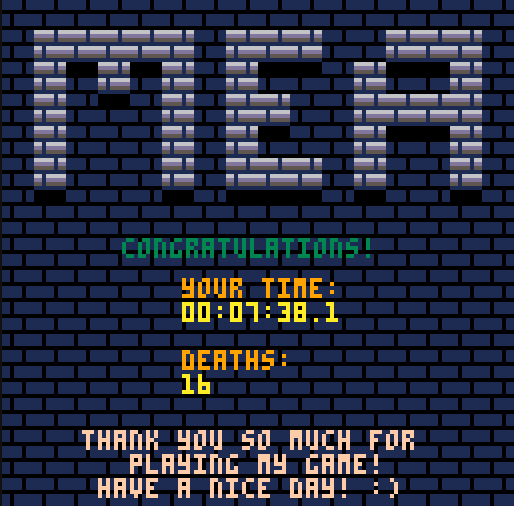 MEA
CONGRATULATIONS!
YOUR TIME:
00:07:38.1
DEATHS:
16
THANK YOU SO MUCH FOR
PLAYING MY GAME!
HAVE A NICE DAY! :)